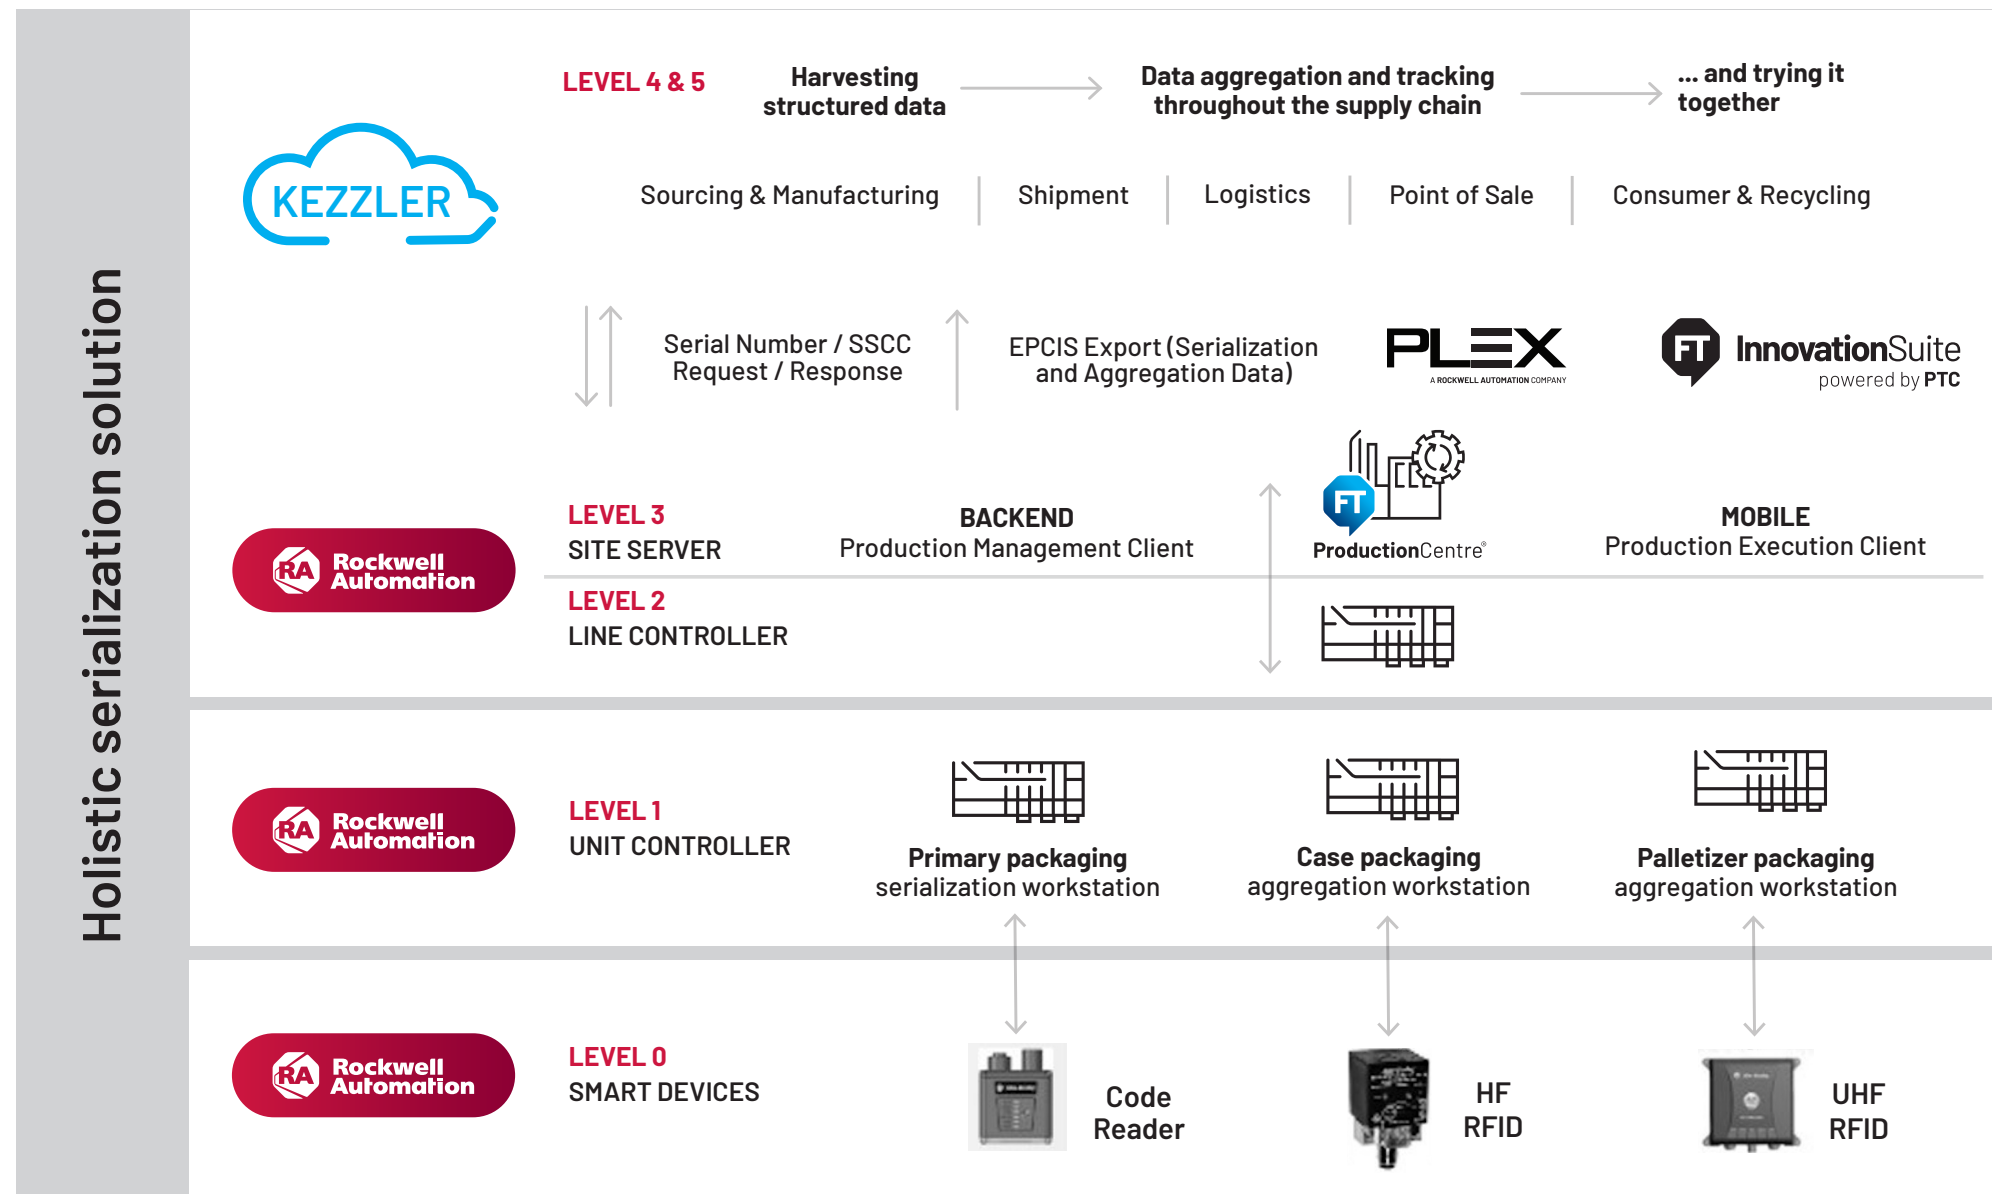 Holistic serialization solution
LEVEL 4 & 5
Harvesting
structured data
Data aggregation and tracking
throughout the supply chain
... and trying it
together
KEZZLER
Sourcing & Manufacturing
Shipment
Logistics
Point of Sale
Consumer & Recycling
Serial Number / SSCC
Request / Response
EPCIS Export (Serialization
and Aggregation Data)
PLEX
A ROCKWELL AUTOMATION COMPANY
FT
InnovationSuite
powered by PTC
RA
Rockwell
Automation
LEVEL 3
SITE SERVER
BACKEND
Production Management Client
FT
ProductionCentre®
MOBILE
Production Execution Client
LEVEL 2
LINE CONTROLLER
RA
Rockwell
Automation
LEVEL 1
UNIT CONTROLLER
Primary packaging
serialization workstation
Case packaging
aggregation workstation
Palletizer packaging
aggregation workstation
RA
Rockwell
Automation
LEVEL 0
SMART DEVICES
Code
Reader
HF
RFID
UHF
RFID